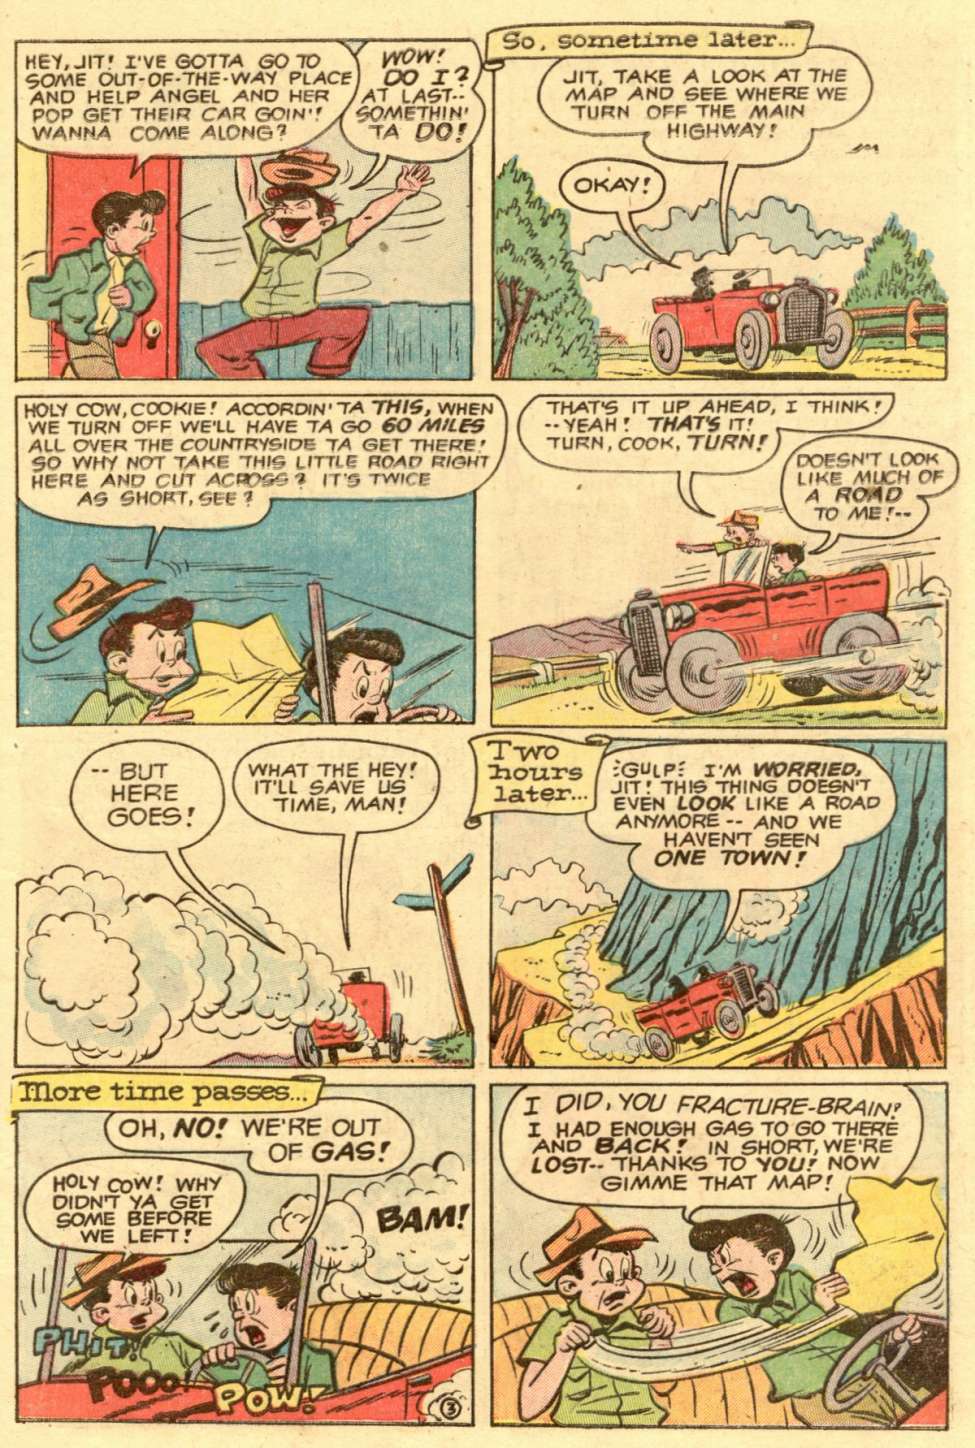 HEY, JIT! I'VE GOTTA GO TO
SOME OUT-OF-THE-WAY PLACE
AND HELP ANGEL AND HER
POP GET THEIR CAR GOIN'!
WANNA COME ALONG?
WOW!
DO I?
AT LAST--
SOMETHIN'
TA DO!
So, sometime later...
JIT, TAKE A LOOK AT THE
MAP AND SEE WHERE WE
TURN OFF THE MAIN
HIGHWAY!
OKAY!
HOLY COW, COOKIE! ACCORDIN' TA THIS, WHEN
WE TURN OFF WE'LL HAVE TA GO 60 MILES
ALL OVER THE COUNTRYSIDE TA GET THERE!
SO WHY NOT TAKE THIS LITTLE ROAD RIGHT
HERE AND CUT ACROSS? IT'S TWICE
AS SHORT, SEE?
THAT'S IT UP AHEAD, I THINK!
--YEAH! THAT'S IT!
TURN, COOK, TURN!
DOESN'T LOOK
LIKE MUCH OF
A ROAD
TO ME!--
-- BUT
HERE
GOES!
WHAT THE HEY!
IT'LL SAVE US
TIME, MAN!
Two
hours
later...
GULP! I'M WORRIED,
JIT! THIS THING DOESN'T
EVEN LOOK LIKE A ROAD
ANYMORE -- AND WE
HAVEN'T SEEN
ONE TOWN!
More time passes...
OH, NO! WE'RE OUT
OF GAS!
HOLY COW! WHY
DIDN'T YA GET
SOME BEFORE
WE LEFT!
BAM!
PHIT!
POOO!
POW!
3
I DID, YOU FRACTURE-BRAIN!
I HAD ENOUGH GAS TO GO THERE
AND BACK! IN SHORT, WE'RE
LOST-- THANKS TO YOU! NOW
GIMME THAT MAP!